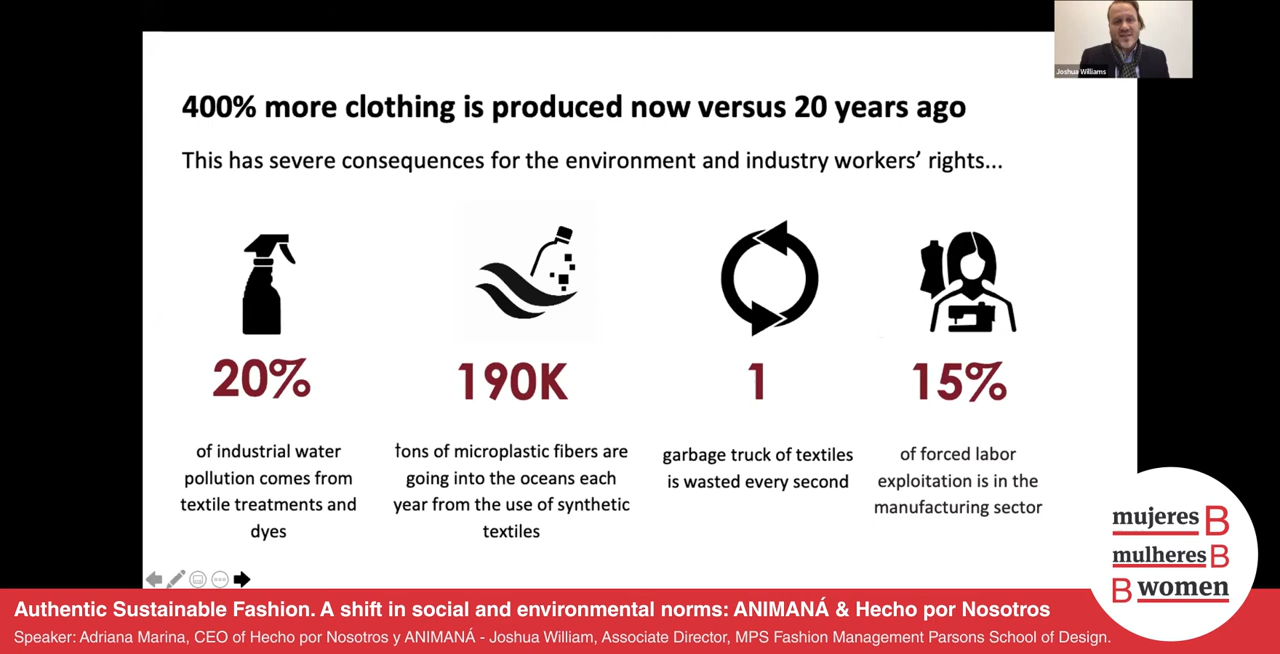 Joshua Williams
400% more clothing is produced now versus 20 years ago
This has severe consequences for the environment and industry workers’ rights...
20%
of industrial water
pollution comes from
textile treatments and
dyes
190K
tons of microplastic fibers are
going into the oceans each
year from the use of synthetic
textiles
1
garbage truck of textiles
is wasted every second
15%
of forced labor
exploitation is in the
manufacturing sector
mujeres B
mulheres B
B women
Authentic Sustainable Fashion. A shift in social and environmental norms: ANIMANÁ & Hecho por Nosotros
Speaker: Adriana Marina, CEO of Hecho por Nosotros y ANIMANÁ - Joshua William, Associate Director, MPS Fashion Management Parsons School of Design.